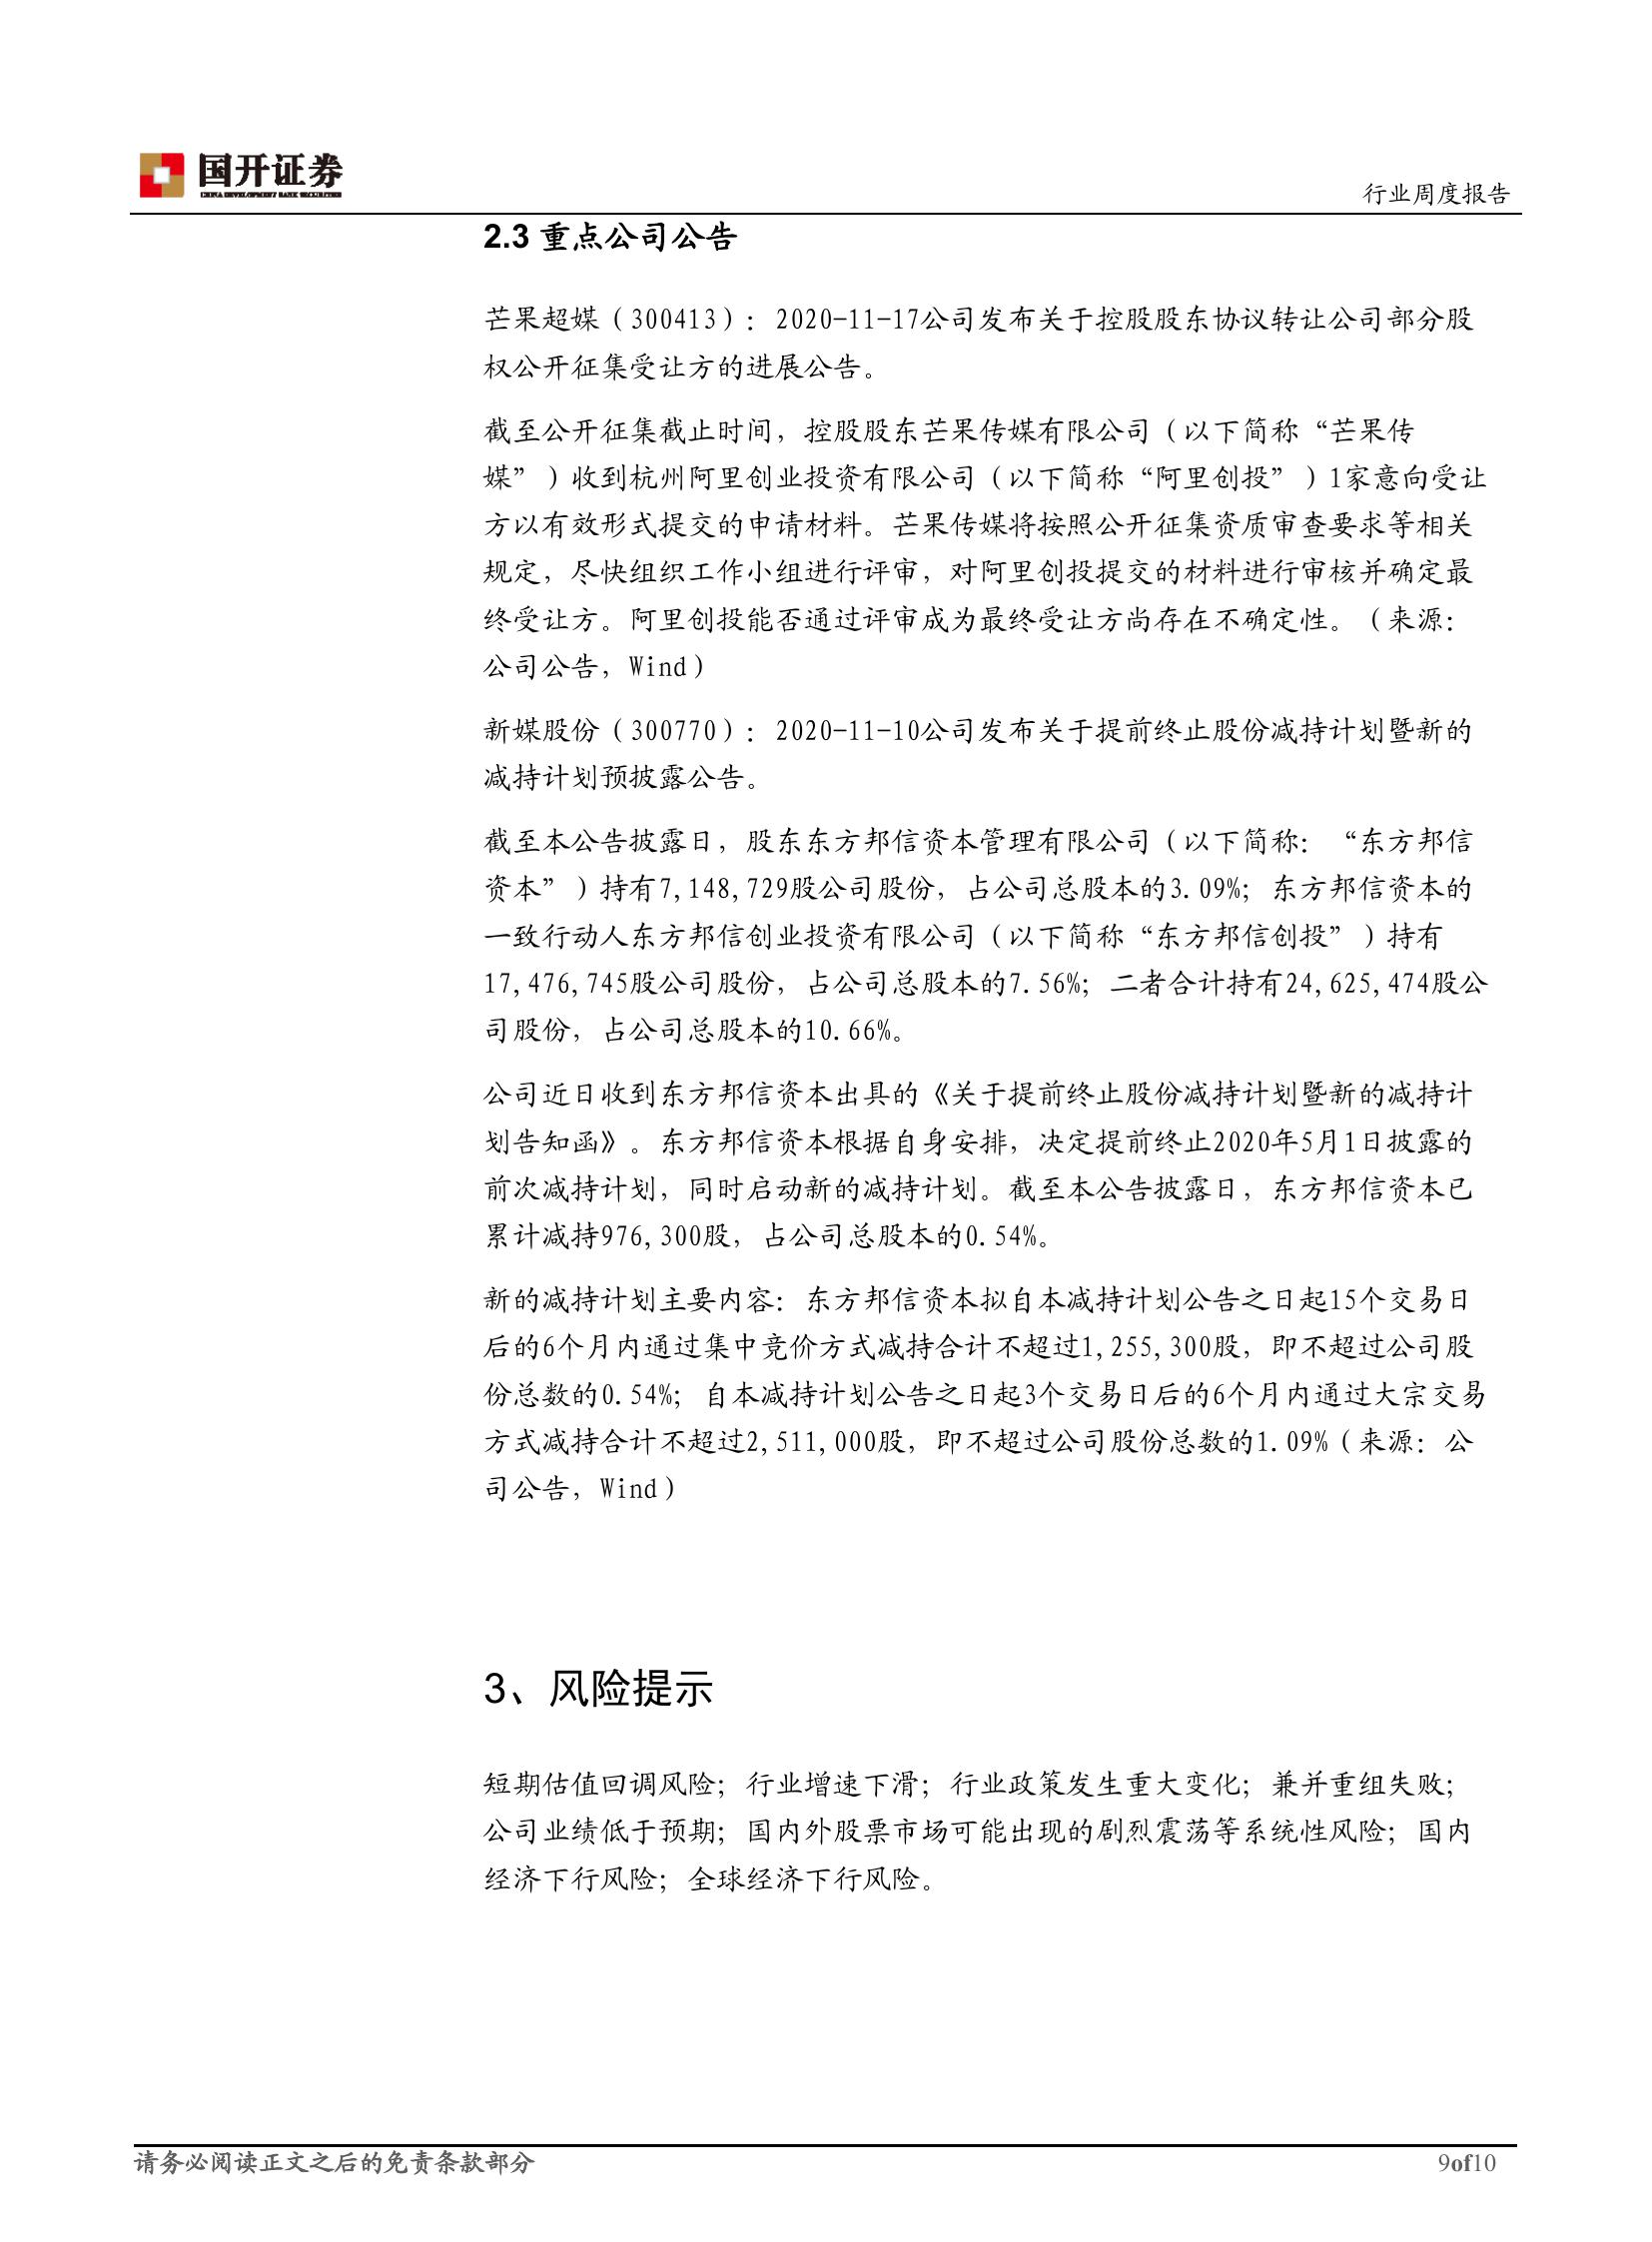 国开证券
CHINA DEVELOPMENT BANK SECURITIES
行业周度报告
2.3 重点公司公告
芒果超媒（300413）：2020-11-17公司发布关于控股股东协议转让公司部分股
权公开征集受让方的进展公告。
截至公开征集截止时间，控股股东芒果传媒有限公司（以下简称“芒果传
媒”）收到杭州阿里创业投资有限公司（以下简称“阿里创投”）1家意向受让
方以有效形式提交的申请材料。芒果传媒将按照公开征集资质审查要求等相关
规定，尽快组织工作小组进行评审，对阿里创投提交的材料进行审核并确定最
终受让方。阿里创投能否通过评审成为最终受让方尚存在不确定性。（来源：
公司公告，Wind）
新媒股份（300770）：2020-11-10公司发布关于提前终止股份减持计划暨新的
减持计划预披露公告。
截至本公告披露日，股东东方邦信资本管理有限公司（以下简称：“东方邦信
资本”）持有7,148,729股公司股份，占公司总股本的3.09%；东方邦信资本的
一致行动人东方邦信创业投资有限公司（以下简称“东方邦信创投”）持有
17,476,745股公司股份，占公司总股本的7.56%；二者合计持有24,625,474股公
司股份，占公司总股本的10.66%。
公司近日收到东方邦信资本出具的《关于提前终止股份减持计划暨新的减持计
划告知函》。东方邦信资本根据自身安排，决定提前终止2020年5月1日披露的
前次减持计划，同时启动新的减持计划。截至本公告披露日，东方邦信资本已
累计减持976,300股，占公司总股本的0.54%。
新的减持计划主要内容：东方邦信资本拟自本减持计划公告之日起15个交易日
后的6个月内通过集中竞价方式减持合计不超过1,255,300股，即不超过公司股
份总数的0.54%；自本减持计划公告之日起3个交易日后的6个月内通过大宗交易
方式减持合计不超过2,511,000股，即不超过公司股份总数的1.09%（来源：公
司公告，Wind）
3、风险提示
短期估值回调风险；行业增速下滑；行业政策发生重大变化；兼并重组失败；
公司业绩低于预期；国内外股票市场可能出现的剧烈震荡等系统性风险；国内
经济下行风险；全球经济下行风险。
请务必阅读正文之后的免责条款部分
9of10